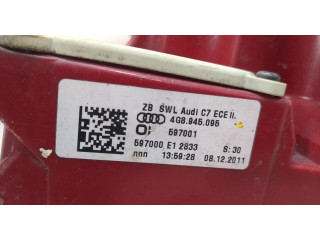 ZB SWL Audi C7 ECE II.
4G8.945.095
597001
597000 E1 2833 S: 30
nnn 13:59:28 08.12.2011